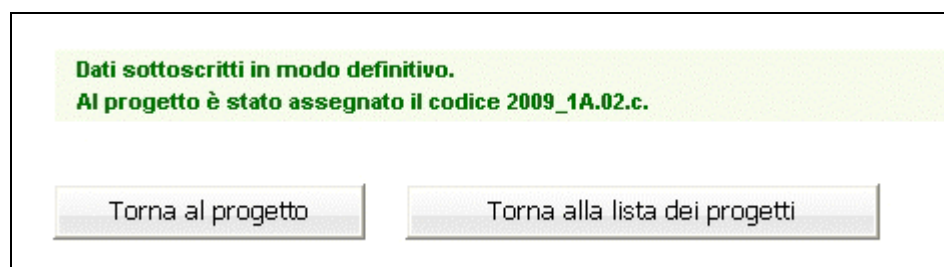 Dati sottoscritti in modo definitivo.
Al progetto è stato assegnato il codice 2009_1A.02.c.
Torna al progetto
Torna alla lista dei progetti